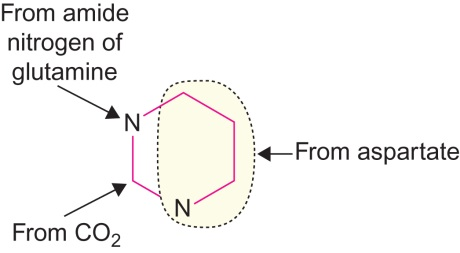 From amide
nitrogen of
glutamine
N
From aspartate
N
From CO₂